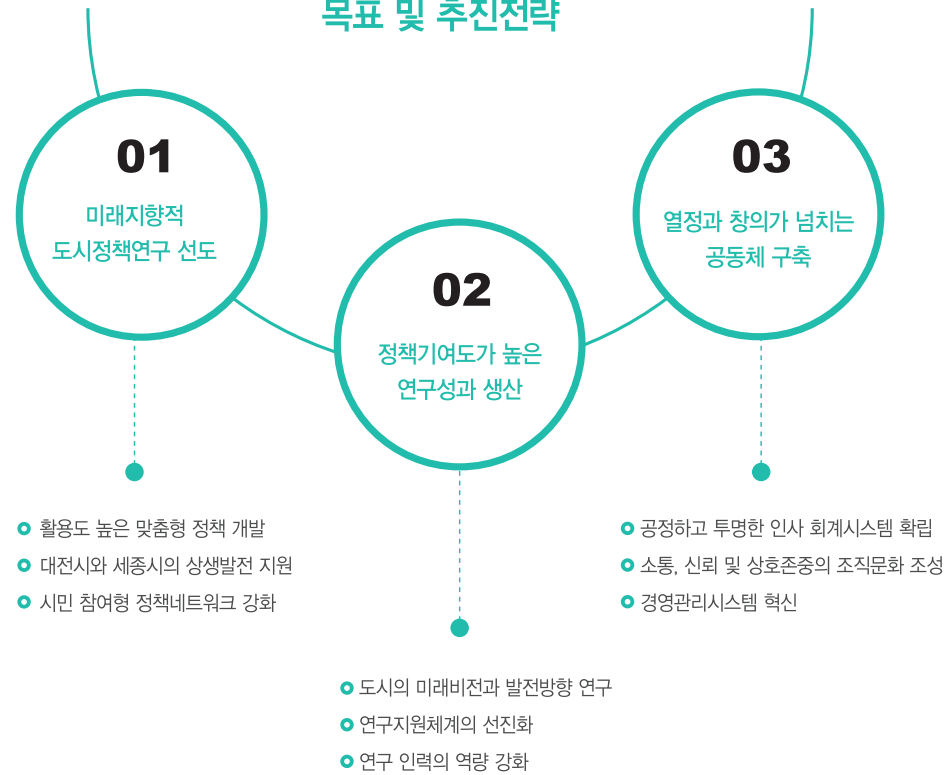 목표 및 추진전략
01
미래지향적
도시정책연구 선도
활용도 높은 맞춤형 정책 개발
대전시와 세종시의 상생발전 지원
시민 참여형 정책네트워크 강화
02
정책기여도가 높은
연구성과 생산
도시의 미래비전과 발전방향 연구
연구지원체계의 선진화
연구 인력의 역량 강화
03
열정과 창의가 넘치는
공동체 구축
공정하고 투명한 인사 회계시스템 확립
소통, 신뢰 및 상호존중의 조직문화 조성
경영관리시스템 혁신